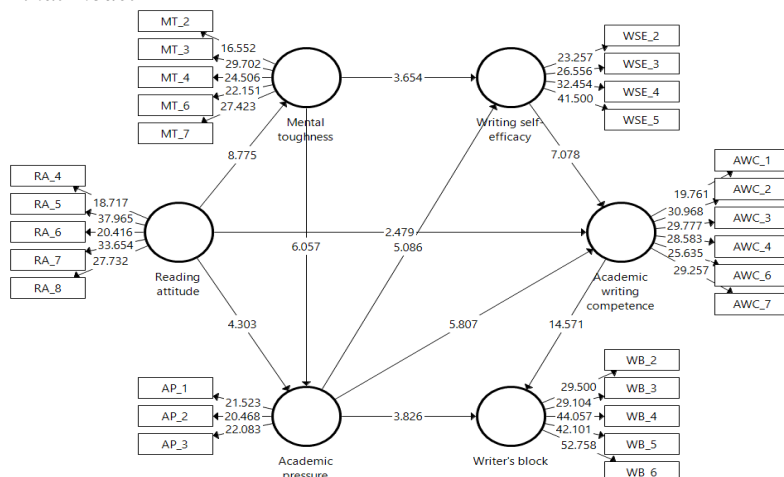 MT_2
MT_3
MT_4
MT_6
MT_7
16.552
29.702
24.506
22.151
27.423
Mental
toughness
3.654
WSE_2
WSE_3
WSE_4
WSE_5
23.257
26.556
32.454
41.500
Writing self-
efficacy
8.775
7.078
RA_4
RA_5
RA_6
RA_7
RA_8
18.717
37.965
20.416
33.654
27.732
Reading
attitude
6.057
2.479
5.086
AWC_1
AWC_2
AWC_3
AWC_4
AWC_6
AWC_7
19.761
30.968
29.777
28.583
25.635
29.257
Academic
writing
competence
4.303
5.807
14.571
AP_1
AP_2
AP_3
21.523
20.468
22.083
Academic
pressure
3.826
WB_2
WB_3
WB_4
WB_5
WB_6
29.500
29.104
44.057
42.101
52.758
Writer's block